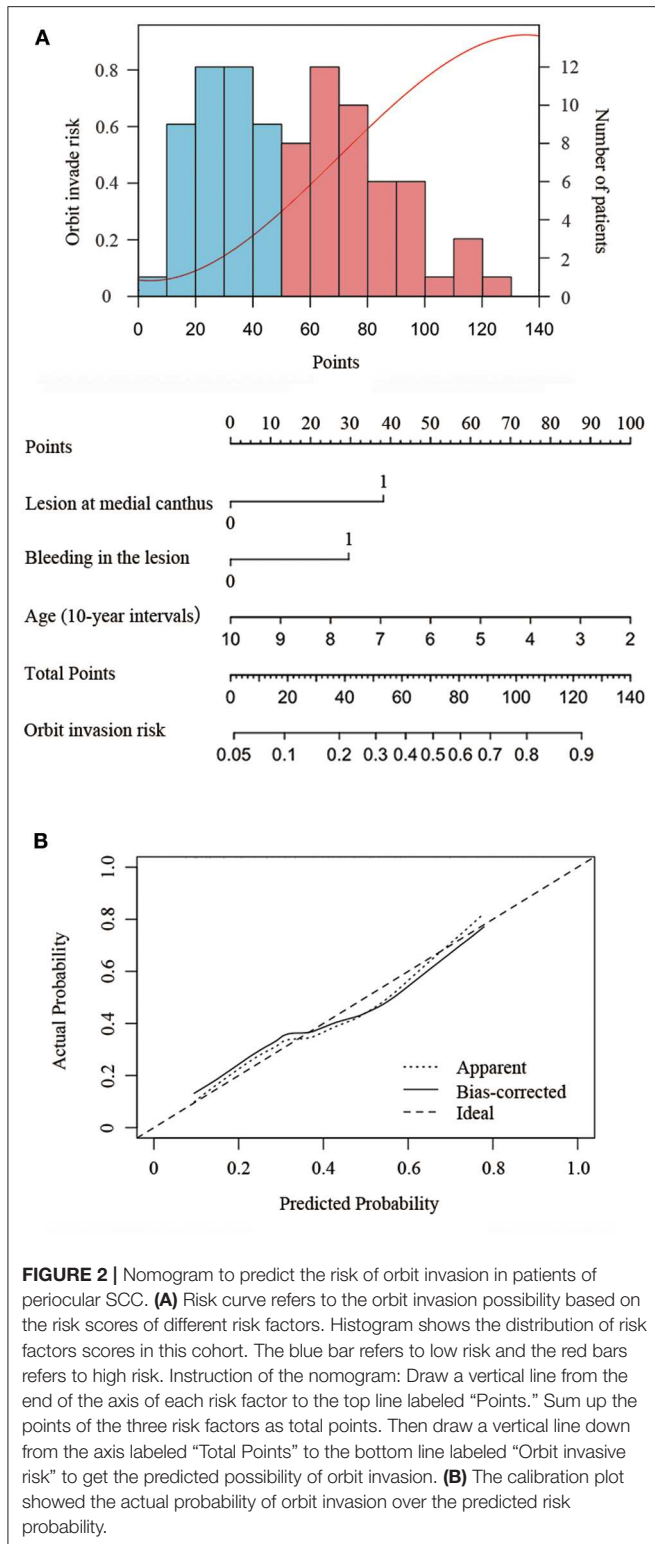 A
0.8
0.6
0.4
0.2
0
Orbit invade risk
12
10
8
6
4
2
0
Number of patients
0 20 40 60 80 100 120 140
Points
0 10 20 30 40 50 60 70 80 90 100
Points
1
Lesion at medial canthus
0
1
Bleeding in the lesion
0
Age (10-year intervals)
10 9 8 7 6 5 4 3 2
Total Points
0 20 40 60 80 100 120 140
Orbit invasion risk
0.05 0.1 0.2 0.3 0.4 0.5 0.6 0.7 0.8 0.9
B
1.0
0.8
0.6
0.4
0.2
0
Actual Probability
Apparent
Bias-corrected
Ideal
0 0.2 0.4 0.6 0.8 1.0
Predicted Probability
FIGURE 2 | Nomogram to predict the risk of orbit invasion in patients of
periocular SCC. (A) Risk curve refers to the orbit invasion possibility based on
the risk scores of different risk factors. Histogram shows the distribution of risk
factors scores in this cohort. The blue bar refers to low risk and the red bars
refers to high risk. Instruction of the nomogram: Draw a vertical line from the
end of the axis of each risk factor to the top line labeled “Points.” Sum up the
points of the three risk factors as total points. Then draw a vertical line down
from the axis labeled “Total Points” to the bottom line labeled “Orbit invasive
risk” to get the predicted possibility of orbit invasion. (B) The calibration plot
showed the actual probability of orbit invasion over the predicted risk
probability.